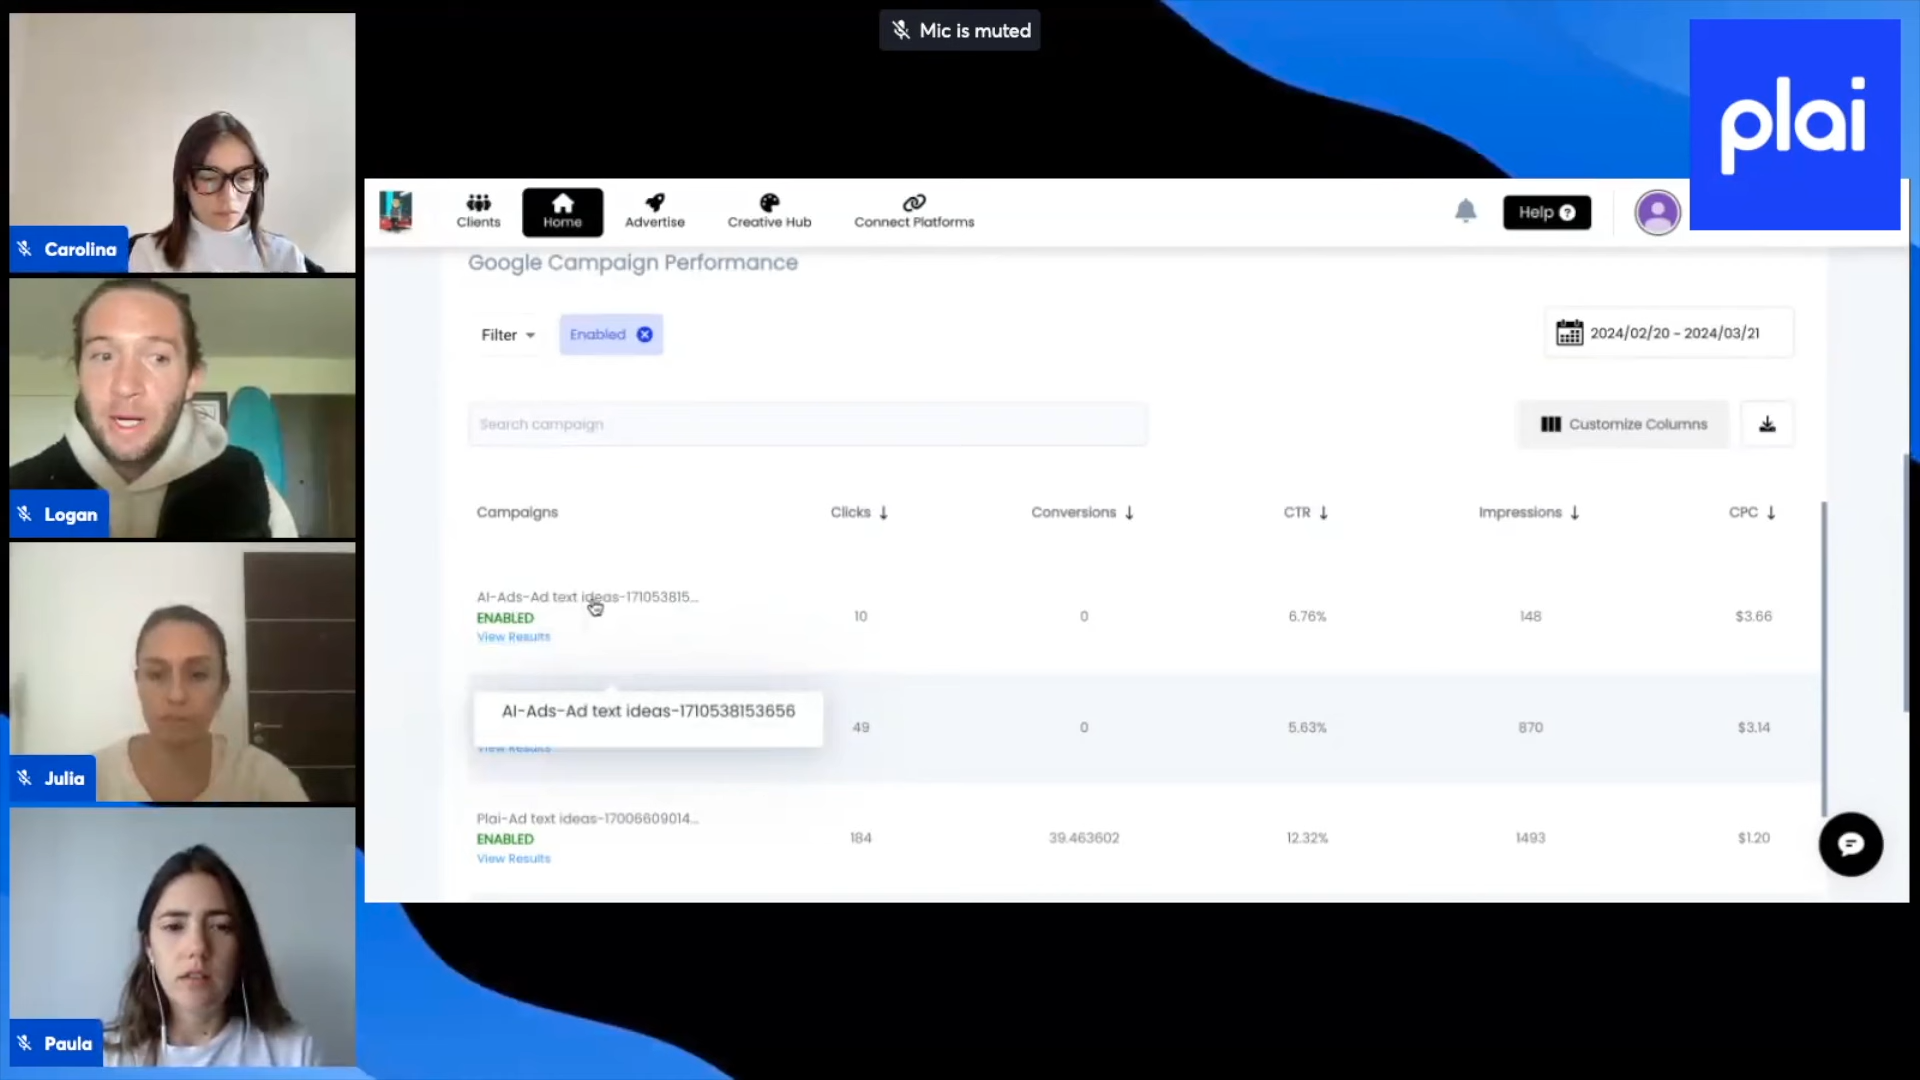 Mic is muted
plai
Carolina
Logan
Julia
Paula
Clients
Home
Advertise
Creative Hub
Connect Platforms
Help ?
Google Campaign Performance
Filter
Enabled
2024/02/20 - 2024/03/21
Search campaign
Customize Columns
Campaigns Clicks ↓ Conversions ↓ CTR ↓ Impressions ↓ CPC ↓
AI-Ads-Ad text ideas-171053815...
ENABLED
View Results
10 0 6.76% 148 $3.66
AI-Ads-Ad text ideas-1710538153656
View Results
49 0 5.63% 870 $3.14
Plai-Ad text ideas-17006609014...
ENABLED
View Results
184 39.463602 12.32% 1493 $1.20